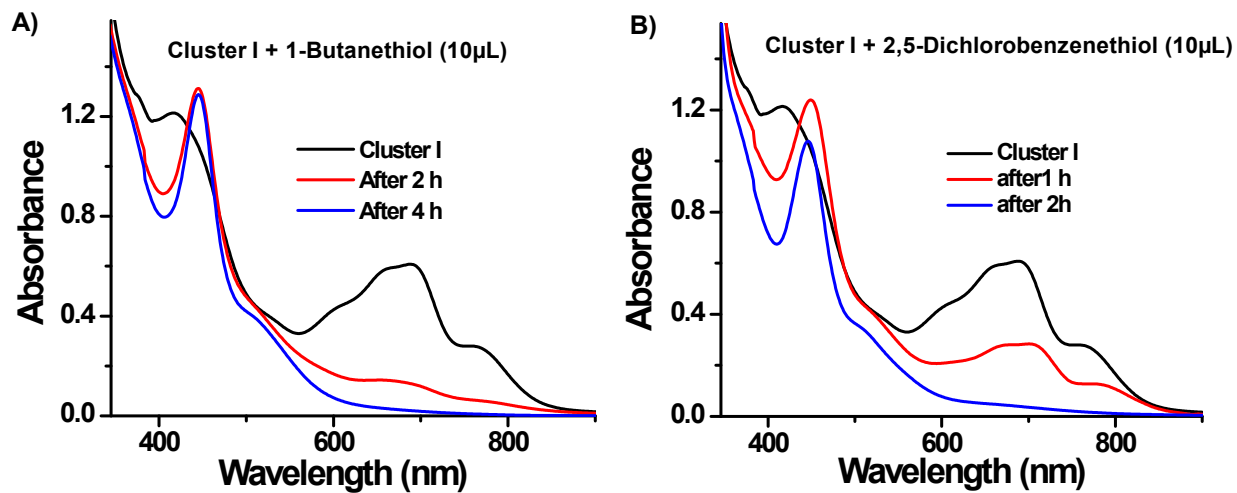 A)
Cluster I + 1-Butanethiol (10µL)
Cluster I
After 2 h
After 4 h
Absorbance
1.2
0.8
0.4
0.0
400 600 800
Wavelength (nm)
B)
Cluster I + 2,5-Dichlorobenzenethiol (10µL)
Cluster I
after1 h
after 2h
Absorbance
1.2
0.8
0.4
0.0
400 600 800
Wavelength (nm)